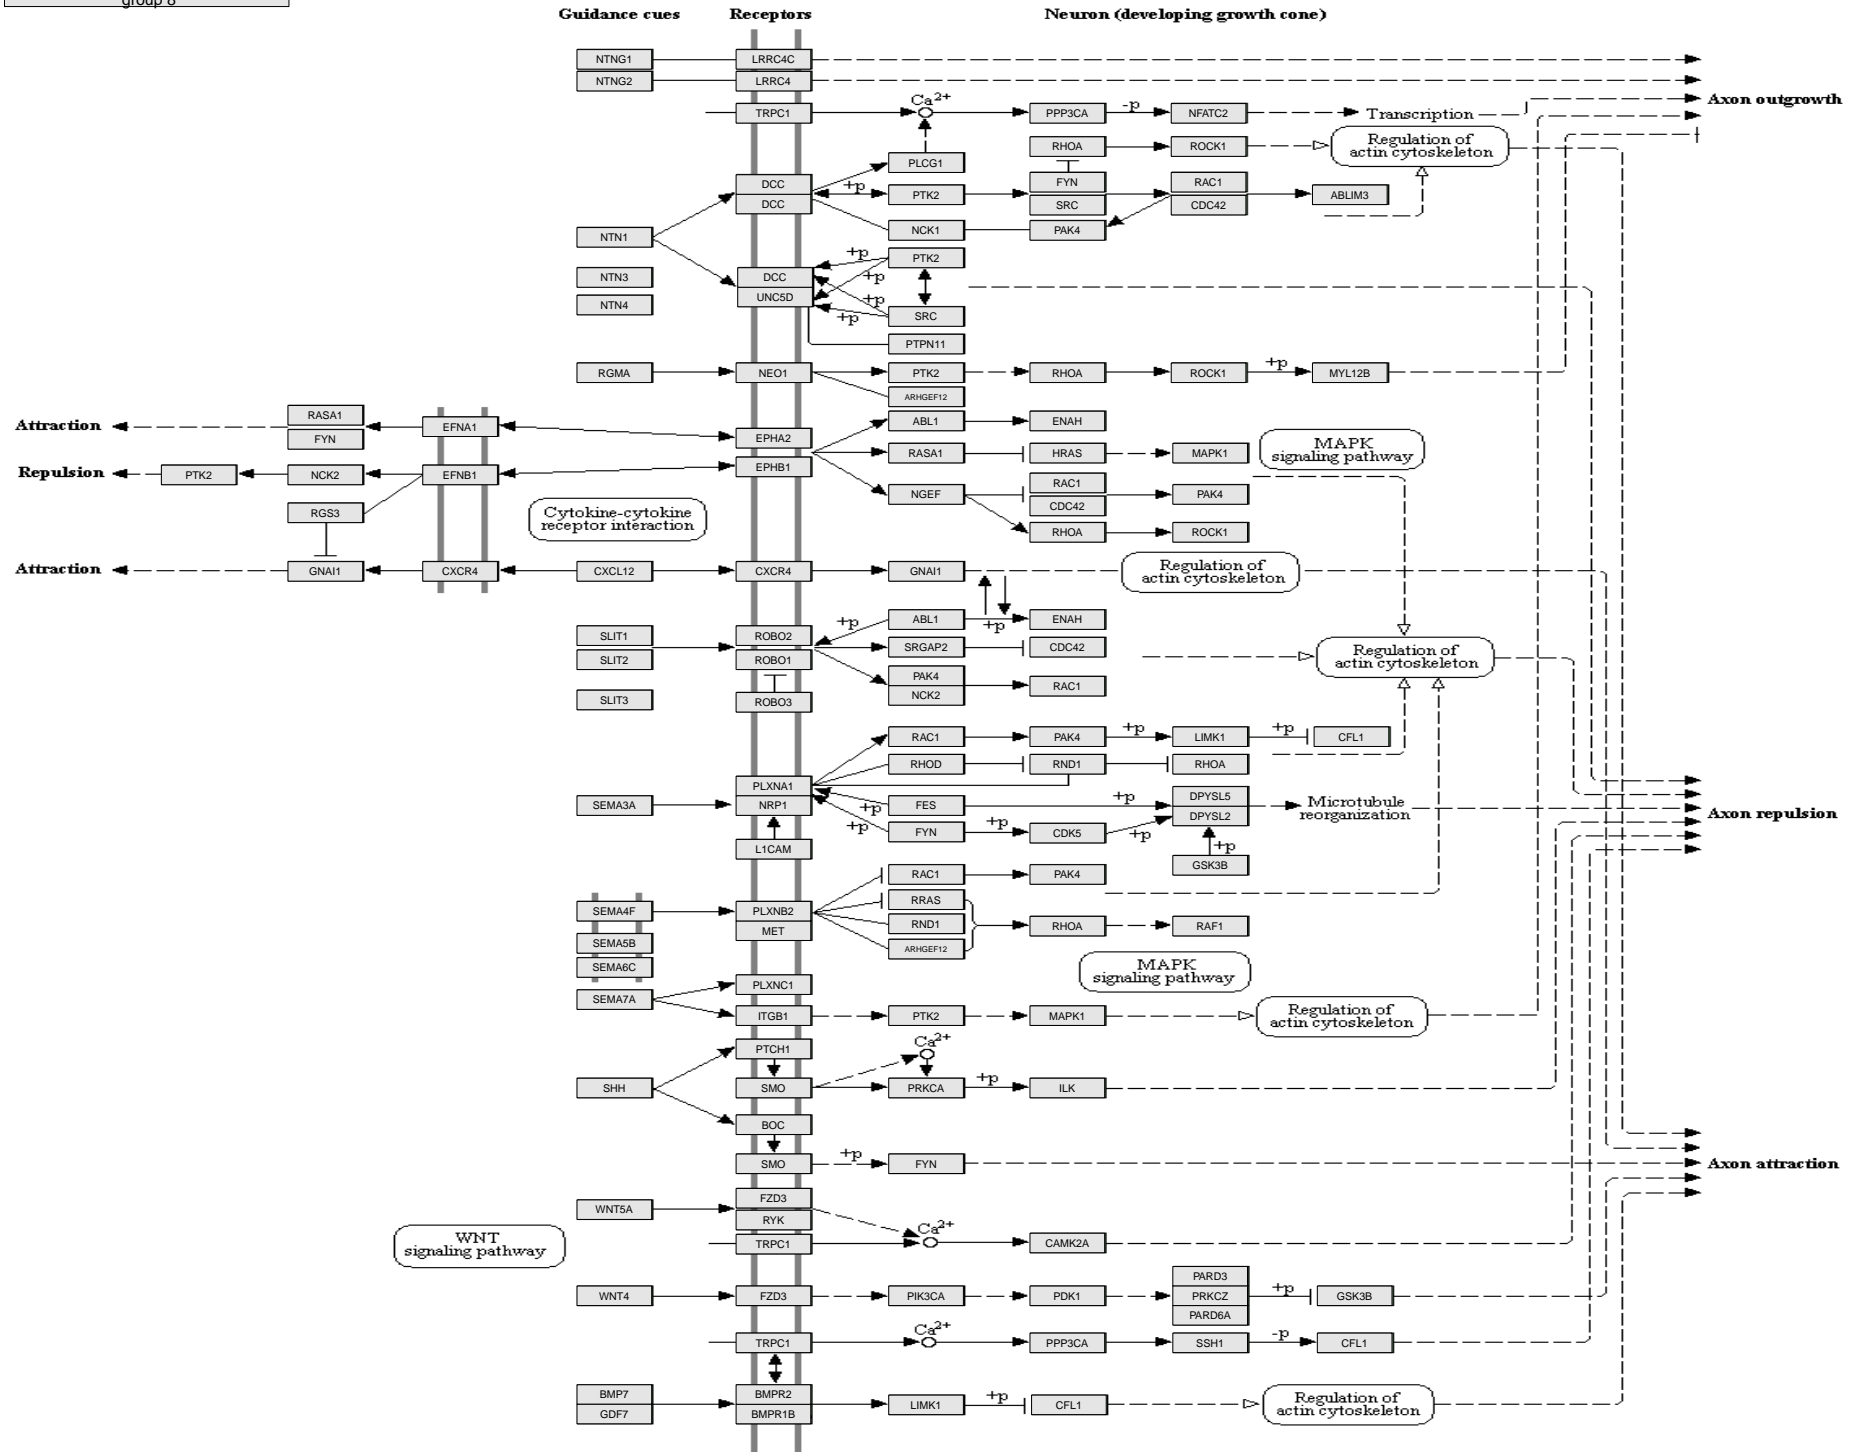 group 8
Guidance cues Receptors Neuron (developing growth cone)
NTNG1 LRRC4C
NTNG2 LRRC4
Ca2+
TRPC1 PPP3CA -p NFATC2 Transcription Axon outgrowth
RHOA ROCK1 Regulation of
actin cytoskeleton
PLCG1
DCC +p PTK2 FYN RAC1 ABLIM3
DCC SRC CDC42
NCK1 PAK4
NTN1
+p PTK2
NTN3 DCC +p
NTN4 UNC5D +p
+p SRC
PTPN11
RGMA NEO1 PTK2 RHOA ROCK1 +p MYL12B
ARHGEF12
RASA1 ABL1 ENAH
Attraction FYN EFNA1 EPHA2
MAPK
signaling pathway
RASA1 HRAS MAPK1
Repulsion PTK2 NCK2 EFNB1 EPHB1
RAC1
NGEF CDC42 PAK4
RGS3 Cytokine-cytokine
receptor interaction
RHOA ROCK1
Attraction GNAI1 CXCR4 CXCL12 CXCR4 GNAI1 Regulation of
actin cytoskeleton
+p ABL1 +p ENAH
SLIT1 ROBO2 SRGAP2 CDC42
SLIT2 ROBO1 Regulation of
actin cytoskeleton
PAK4
NCK2 RAC1
SLIT3 ROBO3
RAC1 PAK4 +p LIMK1 +p CFL1
RHOD RND1 RHOA
PLXNA1
SEMA3A NRP1 +p FES +p DPYSL5 Microtubule
reorganization
Axon repulsion
+p FYN +p CDK5 +p DPYSL2
+p
L1CAM GSK3B
RAC1 PAK4
RRAS
SEMA4F PLXNB2 RND1 RHOA RAF1
MET
ARHGEF12
SEMA5B
SEMA6C MAPK
signaling pathway
PLXNC1
SEMA7A
ITGB1 PTK2 MAPK1 Regulation of
actin cytoskeleton
PTCH1 Ca2+
SHH SMO PRKCA +p ILK
BOC
SMO +p FYN Axon attraction
FZD3
WNT5A RYK Ca2+
WNT
signaling pathway
TRPC1 CAMK2A
PARD3
WNT4 FZD3 PIK3CA PDK1 PRKCZ +p GSK3B
PARD6A
Ca2+
TRPC1 PPP3CA SSH1 -p CFL1
BMP7 BMPR2
GDF7 BMPR1B LIMK1 +p CFL1 Regulation of
actin cytoskeleton